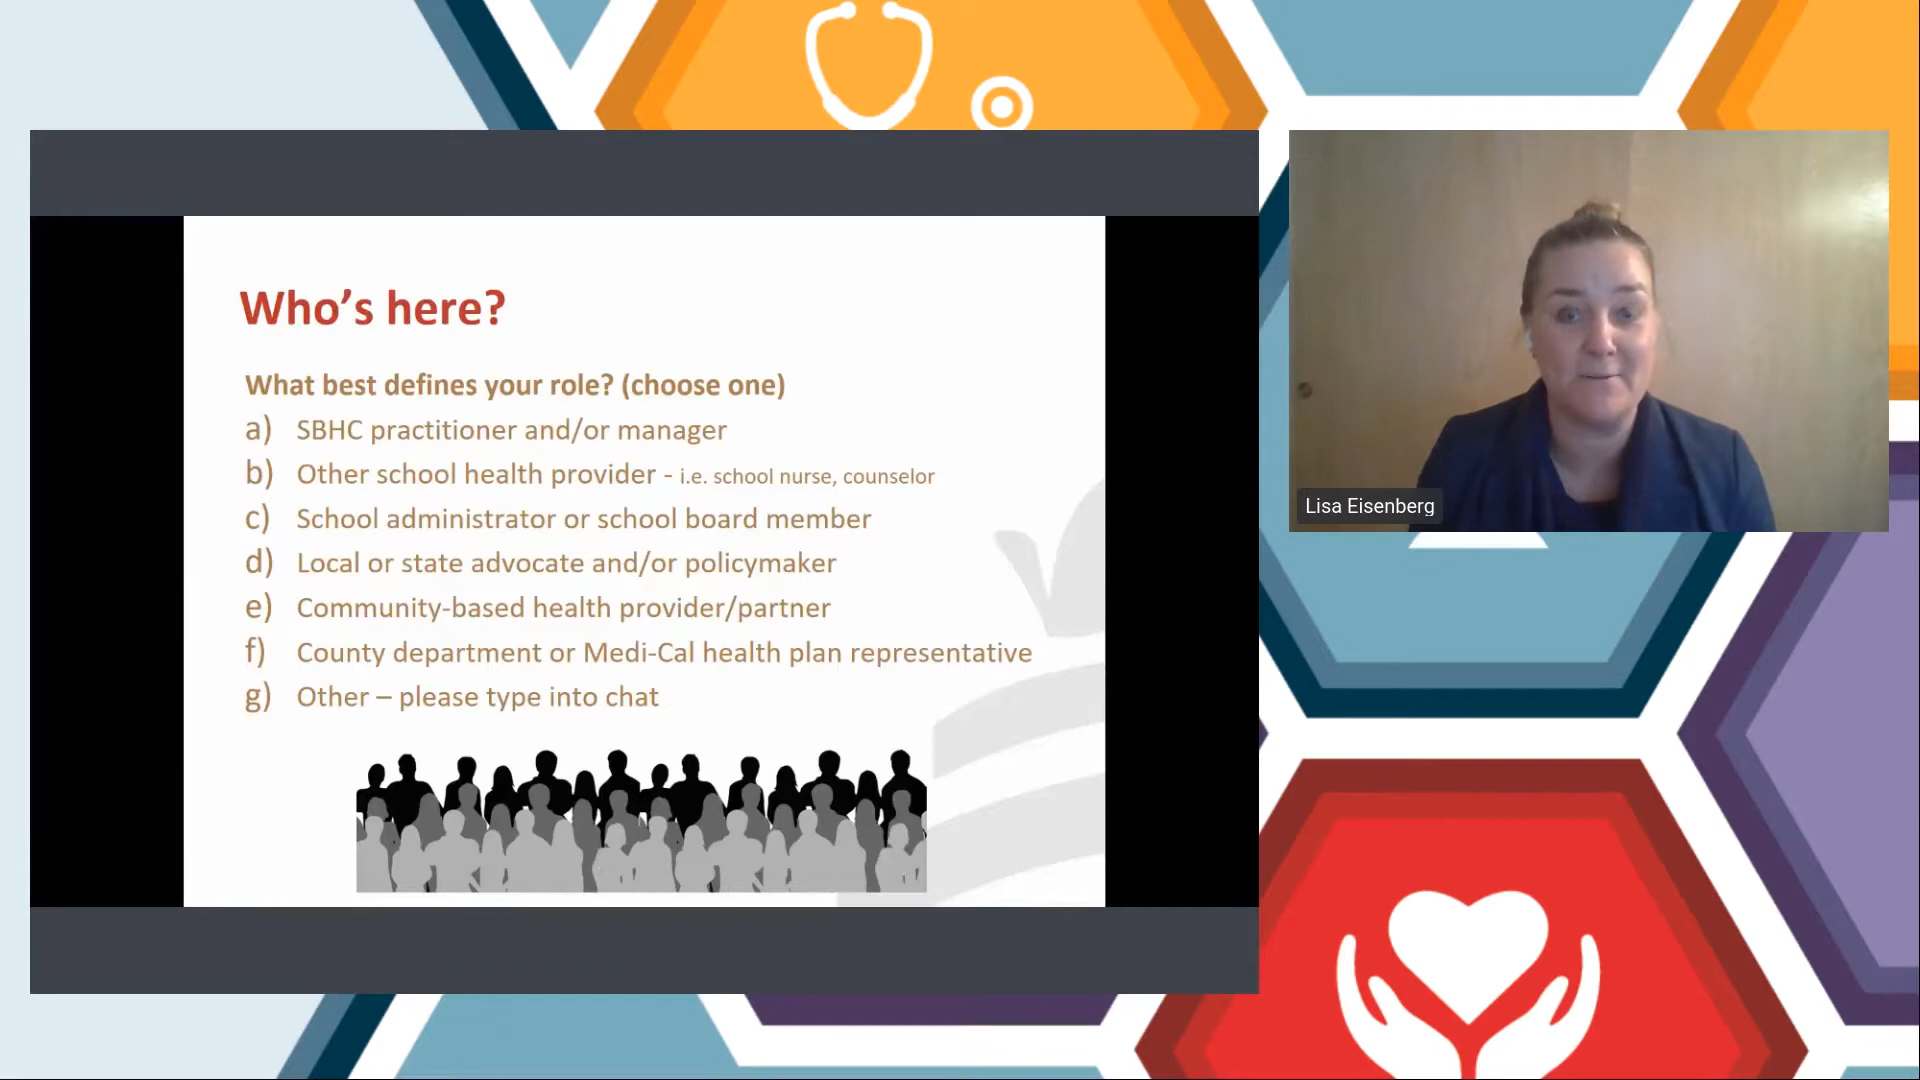 Who’s here?
What best defines your role? (choose one)
a) SBHC practitioner and/or manager
b) Other school health provider - i.e. school nurse, counselor
c) School administrator or school board member
d) Local or state advocate and/or policymaker
e) Community-based health provider/partner
f) County department or Medi-Cal health plan representative
g) Other – please type into chat
Lisa Eisenberg